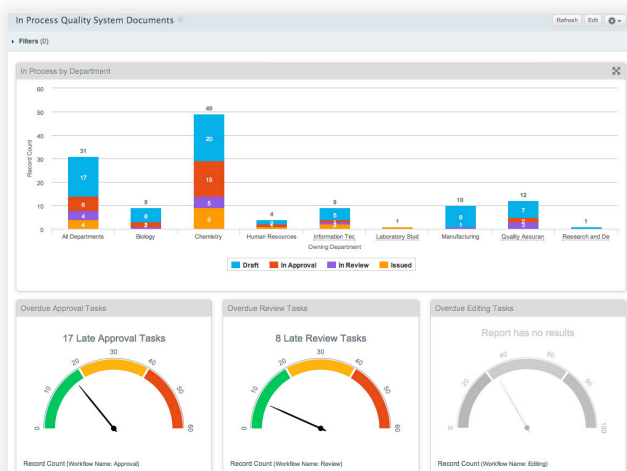 In Process Quality System Documents
Refresh Edit
Filters (0)
In Process by Department
60
50
40
30
20
10
0
Record Count
31
17
6
4
4
9
6
2
49
20
15
5
9
4
2
9
5
1
10
9
1
12
7
2
3
1
All Departments Biology Chemistry Human Resources Information Tec Laboratory Stud Manufacturing Quality Assuran Research and De
Owning Department
Draft In Approval In Review Issued
Overdue Approval Tasks
17 Late Approval Tasks
0 10 20 30 40 50 60
Record Count (Workflow Name: Approval)
Overdue Review Tasks
8 Late Review Tasks
0 10 20 30 40 50 60
Record Count (Workflow Name: Review)
Overdue Editing Tasks
Report has no results
0 20 40 60 80 100
Record Count (Workflow Name: Editing)